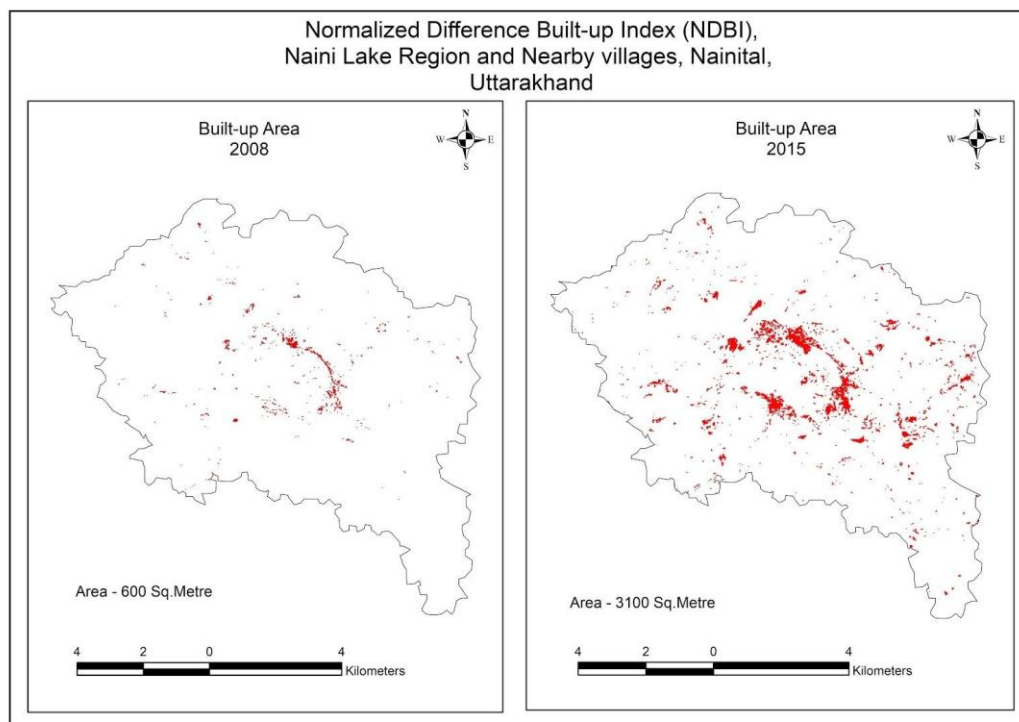 Normalized Difference Built-up Index (NDBI),
Naini Lake Region and Nearby villages, Nainital,
Uttarakhand
Built-up Area
2008
N
W E
S
Area - 600 Sq.Metre
4 2 0 4
Kilometers
Built-up Area
2015
N
W E
S
Area - 3100 Sq.Metre
4 2 0 4
Kilometers